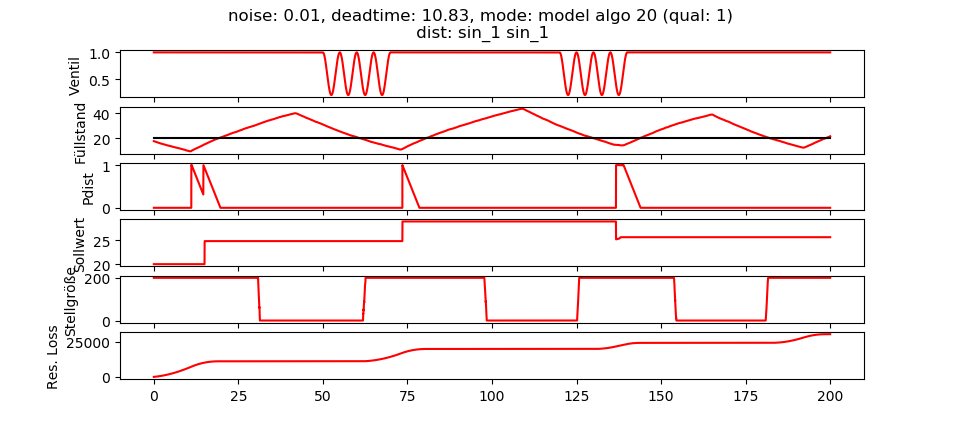 noise: 0.01, deadtime: 10.83, mode: model algo 20 (qual: 1)
dist: sin_1 sin_1
Ventil
1.0
0.5
Füllstand
40
20
Pdist
1
0
Sollwert
25
20
Stellgröße
200
0
Res. Loss
25000
0
0 25 50 75 100 125 150 175 200